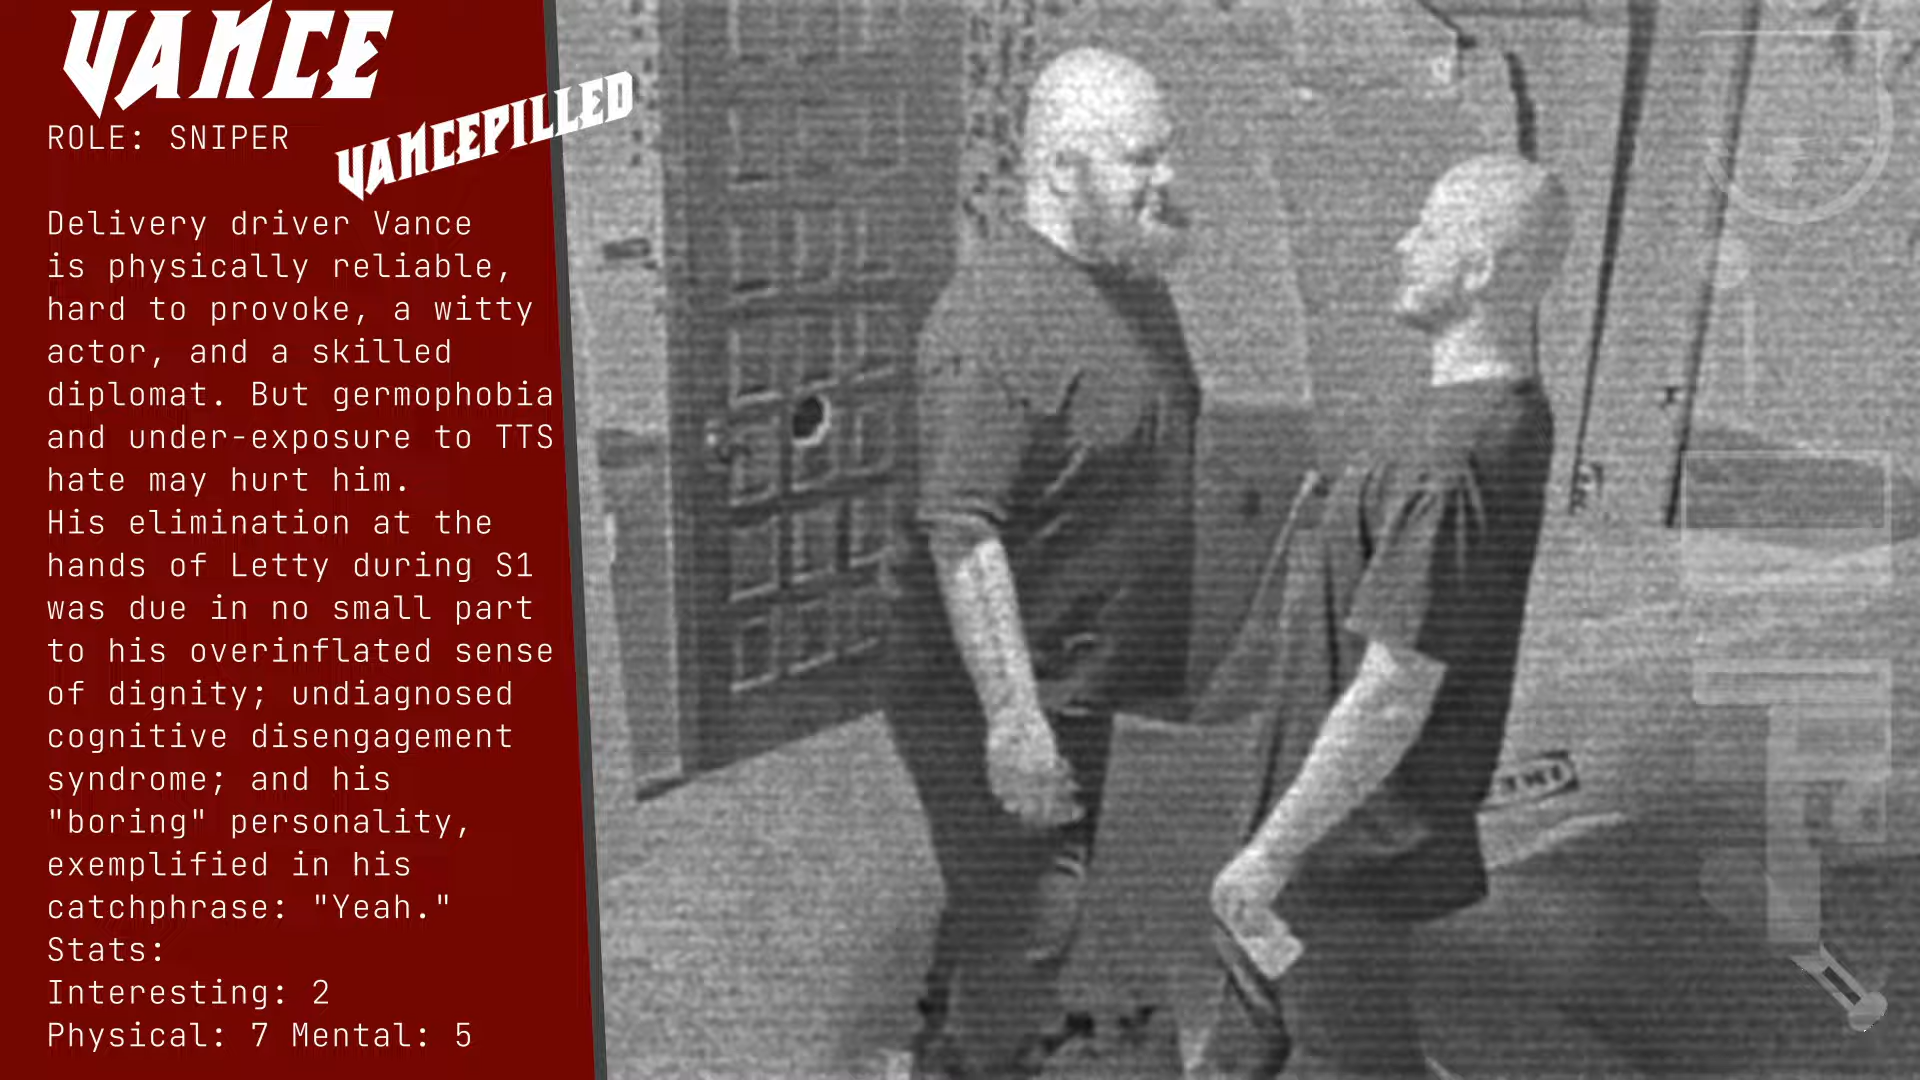 VANCE
VANCEPILLED
ROLE: SNIPER
Delivery driver Vance
is physically reliable,
hard to provoke, a witty
actor, and a skilled
diplomat. But germophobia
and under-exposure to TTS
hate may hurt him.
His elimination at the
hands of Letty during S1
was due in no small part
to his overinflated sense
of dignity; undiagnosed
cognitive disengagement
syndrome; and his
"boring" personality,
exemplified in his
catchphrase: "Yeah."
Stats:
Interesting: 2
Physical: 7 Mental: 5